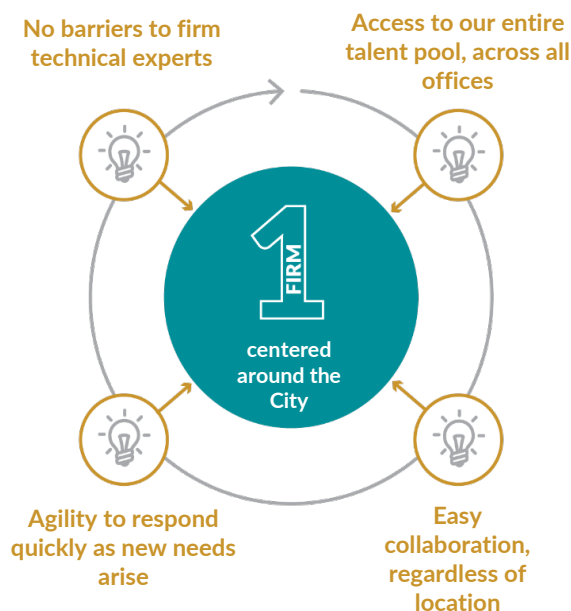 No barriers to firm
technical experts
Access to our entire
talent pool, across all
offices
1
FIRM
centered
around the
City
Agility to respond
quickly as new needs
arise
Easy
collaboration,
regardless of
location